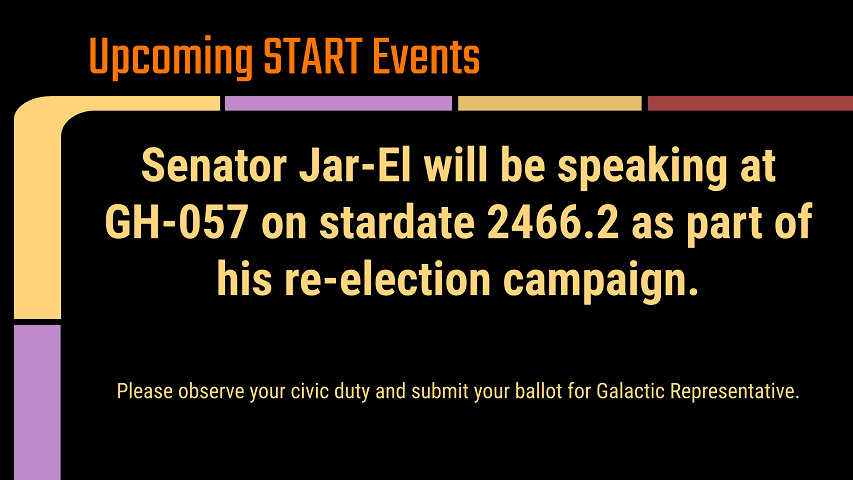 Upcoming START Events
Senator Jar-El will be speaking at
GH-057 on stardate 2466.2 as part of
his re-election campaign.
Please observe your civic duty and submit your ballot for Galactic Representative.